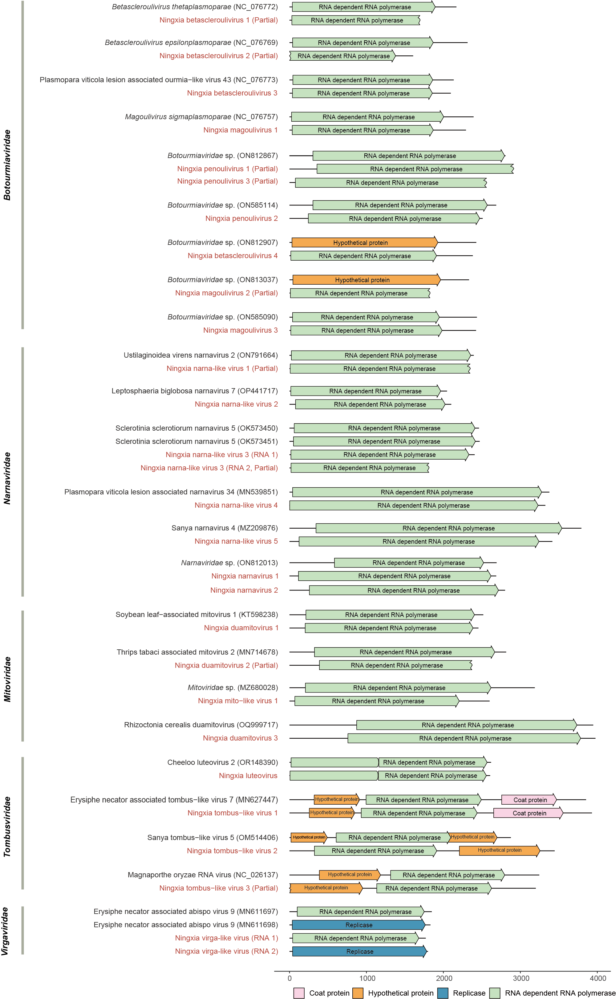 Botourmiaviridae
Betascleroulivirus thetaplasmoparae (NC_076772) RNA dependent RNA polymerase
Ningxia betascleroulivirus 1 (Partial) RNA dependent RNA polymerase
Betascleroulivirus epsilonplasmoparae (NC_076769) RNA dependent RNA polymerase
Ningxia betascleroulivirus 2 (Partial) RNA dependent RNA polymerase
Plasmopara viticola lesion associated ourmia−like virus 43 (NC_076773) RNA dependent RNA polymerase
Ningxia betascleroulivirus 3 RNA dependent RNA polymerase
Magoulivirus sigmaplasmoparae (NC_076757) RNA dependent RNA polymerase
Ningxia magoulivirus 1 RNA dependent RNA polymerase
Botourmiaviridae sp. (ON812867) RNA dependent RNA polymerase
Ningxia penoulivirus 1 (Partial) RNA dependent RNA polymerase
Ningxia penoulivirus 3 (Partial) RNA dependent RNA polymerase
Botourmiaviridae sp. (ON585114) RNA dependent RNA polymerase
Ningxia penoulivirus 2 RNA dependent RNA polymerase
Botourmiaviridae sp. (ON812907) Hypothetical protein
Ningxia betascleroulivirus 4 RNA dependent RNA polymerase
Botourmiaviridae sp. (ON813037) Hypothetical protein
Ningxia magoulivirus 2 (Partial) RNA dependent RNA polymerase
Botourmiaviridae sp. (ON585090) RNA dependent RNA polymerase
Ningxia magoulivirus 3 RNA dependent RNA polymerase
Narnaviridae
Ustilaginoidea virens narnavirus 2 (ON791664) RNA dependent RNA polymerase
Ningxia narna-like virus 1 (Partial) RNA dependent RNA polymerase
Leptosphaeria biglobosa narnavirus 7 (OP441717) RNA dependent RNA polymerase
Ningxia narna-like virus 2 RNA dependent RNA polymerase
Sclerotinia sclerotiorum narnavirus 5 (OK573450) RNA dependent RNA polymerase
Sclerotinia sclerotiorum narnavirus 5 (OK573451) RNA dependent RNA polymerase
Ningxia narna-like virus 3 (RNA 1) RNA dependent RNA polymerase
Ningxia narna-like virus 3 (RNA 2, Partial) RNA dependent RNA polymerase
Plasmopara viticola lesion associated narnavirus 34 (MN539851) RNA dependent RNA polymerase
Ningxia narna-like virus 4 RNA dependent RNA polymerase
Sanya narnavirus 4 (MZ209876) RNA dependent RNA polymerase
Ningxia narna-like virus 5 RNA dependent RNA polymerase
Narnaviridae sp. (ON812013) RNA dependent RNA polymerase
Ningxia narnavirus 1 RNA dependent RNA polymerase
Ningxia narnavirus 2 RNA dependent RNA polymerase
Mitoviridae
Soybean leaf−associated mitovirus 1 (KT598238) RNA dependent RNA polymerase
Ningxia duamitovirus 1 RNA dependent RNA polymerase
Thrips tabaci associated mitovirus 2 (MN714678) RNA dependent RNA polymerase
Ningxia duamitovirus 2 (Partial) RNA dependent RNA polymerase
Mitoviridae sp. (MZ680028) RNA dependent RNA polymerase
Ningxia mito−like virus 1 RNA dependent RNA polymerase
Rhizoctonia cerealis duamitovirus (OQ999717) RNA dependent RNA polymerase
Ningxia duamitovirus 3 RNA dependent RNA polymerase
Tombusviridae
Cheeloo luteovirus 2 (OR148390) RNA dependent RNA polymerase
Ningxia luteovirus RNA dependent RNA polymerase
Erysiphe necator associated tombus−like virus 7 (MN627447) Hypothetical protein RNA dependent RNA polymerase Coat protein
Ningxia tombus−like virus 1 Hypothetical protein RNA dependent RNA polymerase Coat protein
Sanya tombus−like virus 5 (OM514406) Hypothetical protein RNA dependent RNA polymerase Hypothetical protein
Ningxia tombus−like virus 2 RNA dependent RNA polymerase Hypothetical protein
Magnaporthe oryzae RNA virus (NC_026137) Hypothetical protein RNA dependent RNA polymerase
Ningxia tombus−like virus 3 (Partial) Hypothetical protein RNA dependent RNA polymerase
Virgaviridae
Erysiphe necator associated abispo virus 9 (MN611697) RNA dependent RNA polymerase
Erysiphe necator associated abispo virus 9 (MN611698) Replicase
Ningxia virga-like virus (RNA 1) RNA dependent RNA polymerase
Ningxia virga-like virus (RNA 2) Replicase
0 1000 2000 3000 4000
Coat protein Hypothetical protein Replicase RNA dependent RNA polymerase